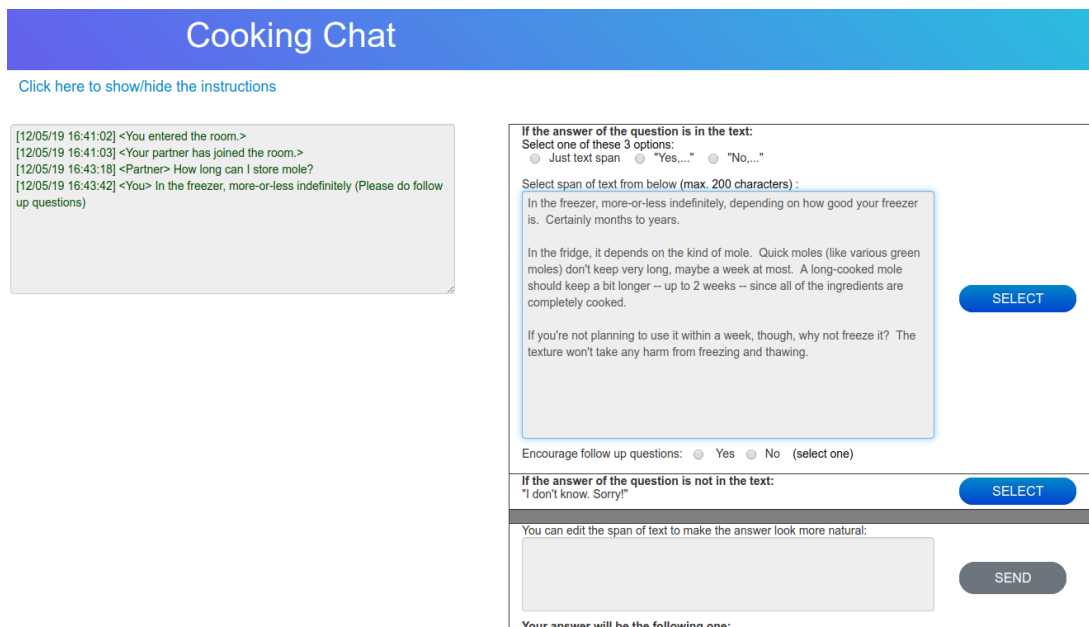 Cooking Chat
Click here to show/hide the instructions
[12/05/19 16:41:02] <You entered the room.>
[12/05/19 16:41:03] <Your partner has joined the room.>
[12/05/19 16:43:18] <Partner> How long can I store mole?
[12/05/19 16:43:42] <You> In the freezer, more-or-less indefinitely (Please do follow
up questions)
If the answer of the question is in the text:
Select one of these 3 options:
Just text span "Yes,..." "No,..."
Select span of text from below (max. 200 characters) :
In the freezer, more-or-less indefinitely, depending on how good your freezer
is.  Certainly months to years.
In the fridge, it depends on the kind of mole.  Quick moles (like various green
moles) don't keep very long, maybe a week at most.  A long-cooked mole
should keep a bit longer -- up to 2 weeks -- since all of the ingredients are
completely cooked.
If you're not planning to use it within a week, though, why not freeze it?  The
texture won't take any harm from freezing and thawing.
SELECT
Encourage follow up questions: Yes No (select one)
If the answer of the question is not in the text:
"I don't know. Sorry!"
SELECT
You can edit the span of text to make the answer look more natural:
SEND
Your answer will be the following one: